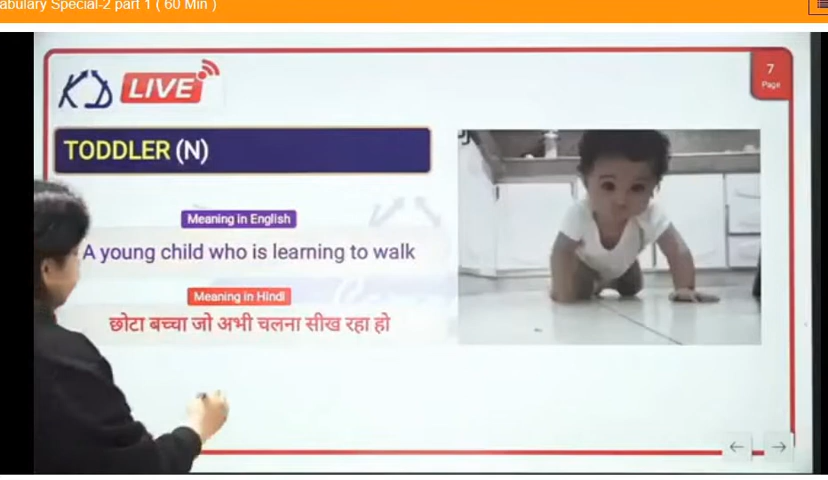 abulary Special-2 part 1 ( 60 Min )
KD LIVE
7
Page
TODDLER (N)
Meaning in English
A young child who is learning to walk
Meaning in Hindi
छोटा बच्चा जो अभी चलना सीख रहा हो